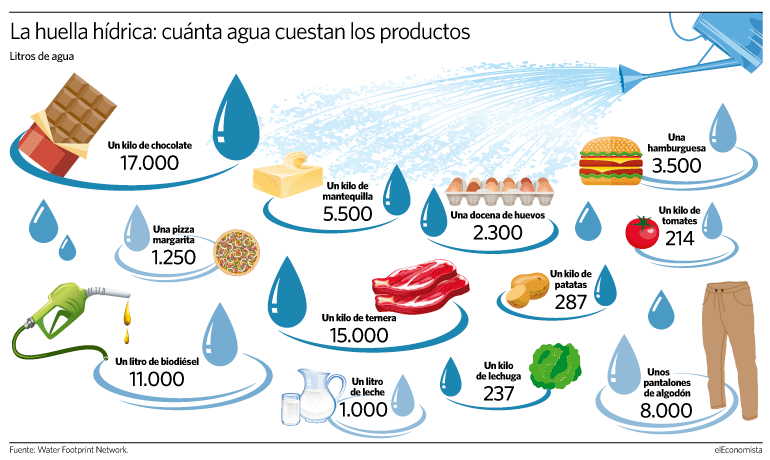 La huella hídrica: cuánta agua cuestan los productos
Litros de agua
Un kilo de chocolate
17.000
Un kilo de
mantequilla
5.500
Una docena de huevos
2.300
Una
hamburguesa
3.500
Una pizza
margarita
1.250
Un kilo de
tomates
214
Un kilo de ternera
15.000
Un kilo de
patatas
287
Un litro de biodiésel
11.000
Un litro
de leche
1.000
Un kilo
de lechuga
237
Unos
pantalones
de algodón
8.000
Fuente: Water Footprint Network.
elEconomista